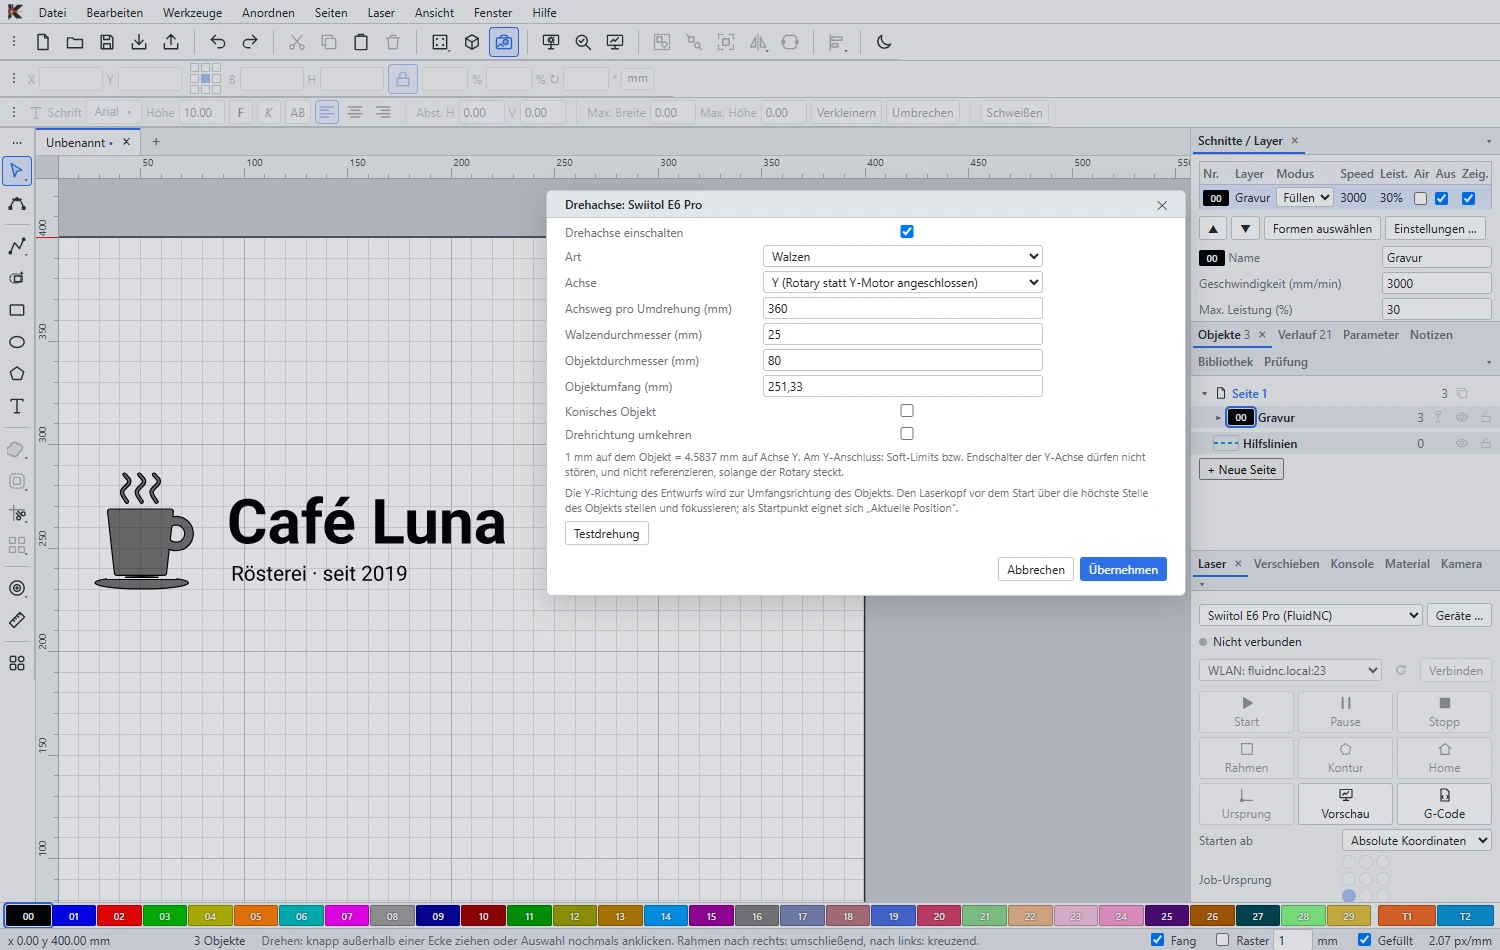 Datei Bearbeiten Werkzeuge Anordnen Seiten Laser Ansicht Fenster Hilfe
X Y B H % % ° mm
Schrift Arial Höhe 10.00 F K AB Abst. H 0.00 V 0.00 Max. Breite 0.00 Max. Höhe 0.00 Verkleinern Umbrechen Schweißen
Unbenannt • × +
50 100 150 200 250 300 350 400 450 500 550
400
350
300
250
200
150
100
Café Luna
Rösterei · seit 2019
Drehachse: Swiitol E6 Pro
Drehachse einschalten
Art Walzen
Achse Y (Rotary statt Y-Motor angeschlossen)
Achsweg pro Umdrehung (mm) 360
Walzendurchmesser (mm) 25
Objektdurchmesser (mm) 80
Objektumfang (mm) 251,33
Konisches Objekt
Drehrichtung umkehren
1 mm auf dem Objekt = 4.5837 mm auf Achse Y. Am Y-Anschluss: Soft-Limits bzw. Endschalter der Y-Achse dürfen nicht
stören, und nicht referenzieren, solange der Rotary steckt.
Die Y-Richtung des Entwurfs wird zur Umfangsrichtung des Objekts. Den Laserkopf vor dem Start über die höchste Stelle
des Objekts stellen und fokussieren; als Startpunkt eignet sich „Aktuelle Position“.
Testdrehung
Abbrechen Übernehmen
Schnitte / Layer ×
Nr. Layer Modus Speed Leist. Air Aus Zeig.
00 Gravur Füllen 3000 30%
▲ ▼ Formen auswählen Einstellungen ...
00 Name Gravur
Geschwindigkeit (mm/min) 3000
Max. Leistung (%) 30
Objekte 3 × Verlauf 21 Parameter Notizen
Bibliothek Prüfung
Seite 1 3
00 Gravur 3
Hilfslinien 0
+ Neue Seite
Laser × Verschieben Konsole Material Kamera
Swiitol E6 Pro (FluidNC) Geräte ...
Nicht verbunden
WLAN: fluidnc.local:23 Verbinden
Start Pause Stopp
Rahmen Kontur Home
Ursprung Vorschau G-Code
Starten ab Absolute Koordinaten
Job-Ursprung
00 01 02 03 04 05 06 07 08 09 10 11 12 13 14 15 16 17 18 19 20 21 22 23 24 25 26 27 28 29 T1 T2
x 0.00 y 400.00 mm 3 Objekte Drehen: knapp außerhalb einer Ecke ziehen oder Auswahl nochmals anklicken. Rahmen nach rechts: umschließend, nach links: kreuzend. Fang Raster 1 mm Gefüllt 2.07 px/mm